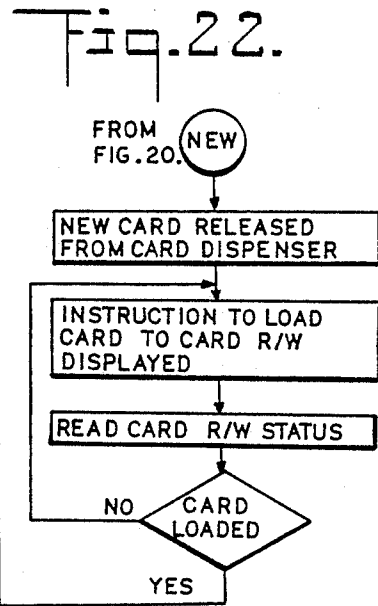 Fig.22.
FROM
FIG.20.
NEW
NEW CARD RELEASED
FROM CARD DISPENSER
INSTRUCTION TO LOAD
CARD TO CARD R/W
DISPLAYED
READ CARD R/W STATUS
NO
CARD
LOADED
YES